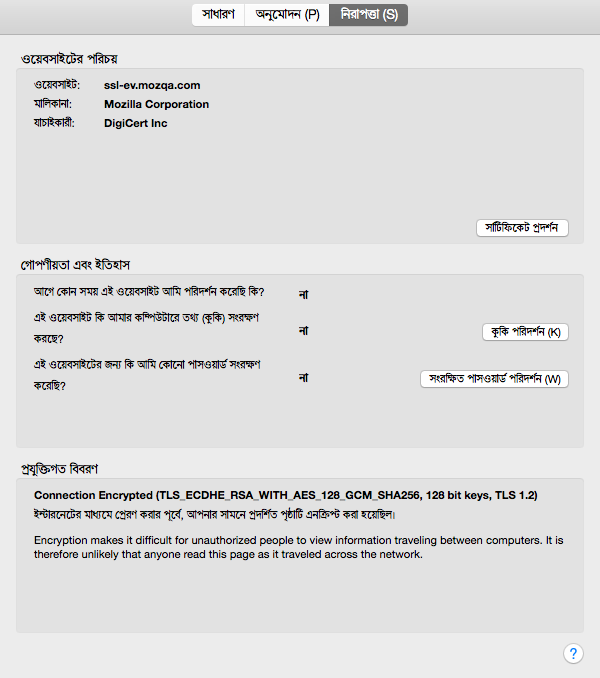 সাধারণ অনুমোদন (P) নিরাপত্তা (S)
ওয়েবসাইটের পরিচয়
ওয়েবসাইট: ssl-ev.mozqa.com
মালিকানা: Mozilla Corporation
যাচাইকারী: DigiCert Inc
সার্টিফিকেট প্রদর্শন
গোপণীয়তা এবং ইতিহাস
আগে কোন সময় এই ওয়েবসাইট আমি পরিদর্শন করেছি কি? না
এই ওয়েবসাইট কি আমার কম্পিউটারে তথ্য (কুকি) সংরক্ষণ
করছে? না কুকি পরিদর্শন (K)
এই ওয়েবসাইটের জন্য কি আমি কোনো পাসওয়ার্ড সংরক্ষণ
করেছি? না সংরক্ষিত পাসওয়ার্ড পরিদর্শন (W)
প্রযুক্তিগত বিবরণ
Connection Encrypted (TLS_ECDHE_RSA_WITH_AES_128_GCM_SHA256, 128 bit keys, TLS 1.2)
ইন্টারনেটের মাধ্যমে প্রেরণ করার পূর্বে, আপনার সামনে প্রদর্শিত পৃষ্ঠাটি এনক্রিপ্ট করা হয়েছিল।
Encryption makes it difficult for unauthorized people to view information traveling between computers. It is
therefore unlikely that anyone read this page as it traveled across the network.
?